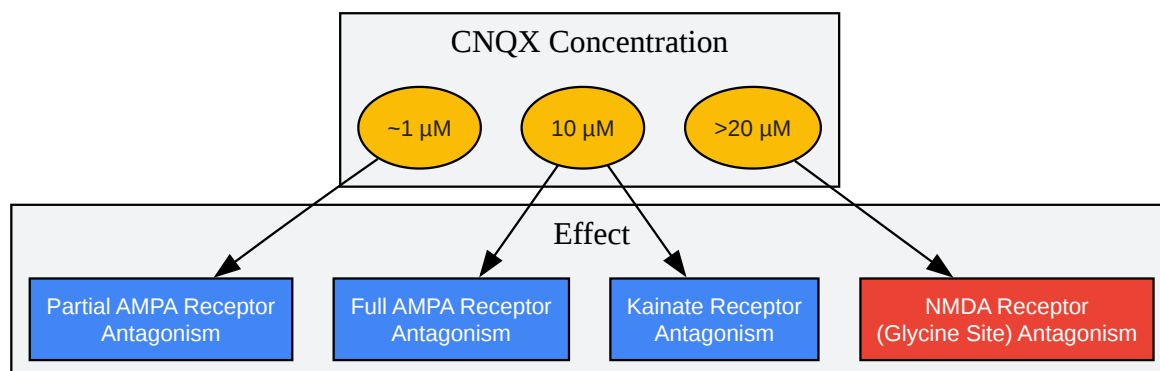 CNQX Concentration
~1 µM
10 µM
>20 µM
Effect
Partial AMPA Receptor
Antagonism
Full AMPA Receptor
Antagonism
Kainate Receptor
Antagonism
NMDA Receptor
(Glycine Site) Antagonism